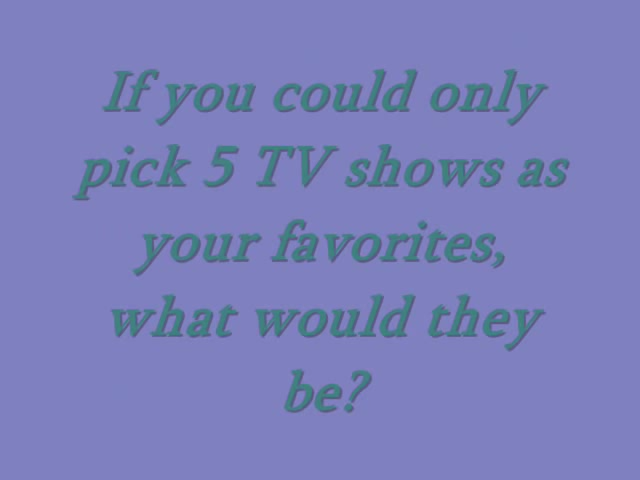 If you could only
pick 5 TV shows as
your favorites,
what would they
be?